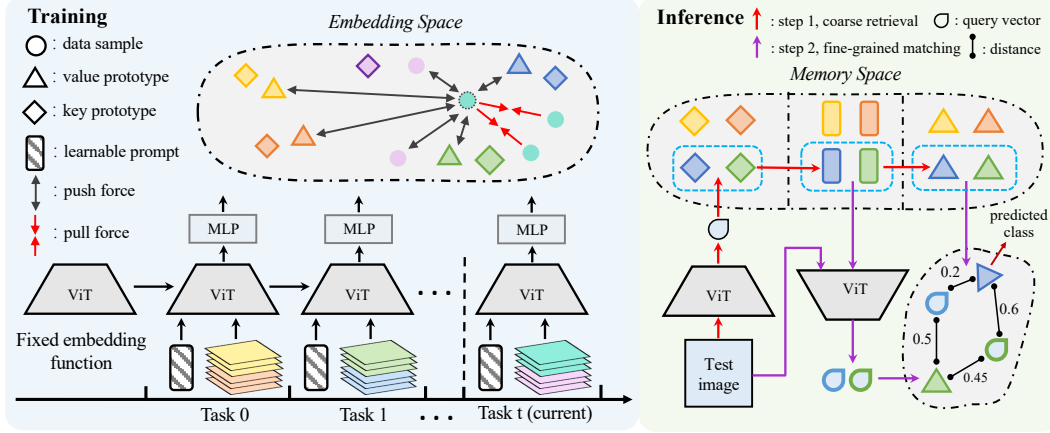 Training
: data sample
: value prototype
: key prototype
: learnable prompt
: push force
: pull force
Embedding Space
MLP
MLP
MLP
ViT
ViT
ViT
ViT
Fixed embedding
function
Task 0
Task 1
Task t (current)
Inference
: step 1, coarse retrieval
: query vector
: step 2, fine-grained matching
: distance
Memory Space
predicted
class
ViT
ViT
Test
image
0.2
0.6
0.5
0.45